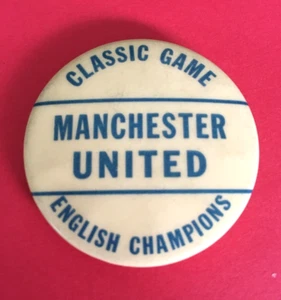 CLASSIC GAME
MANCHESTER
UNITED
ENGLISH CHAMPIONS